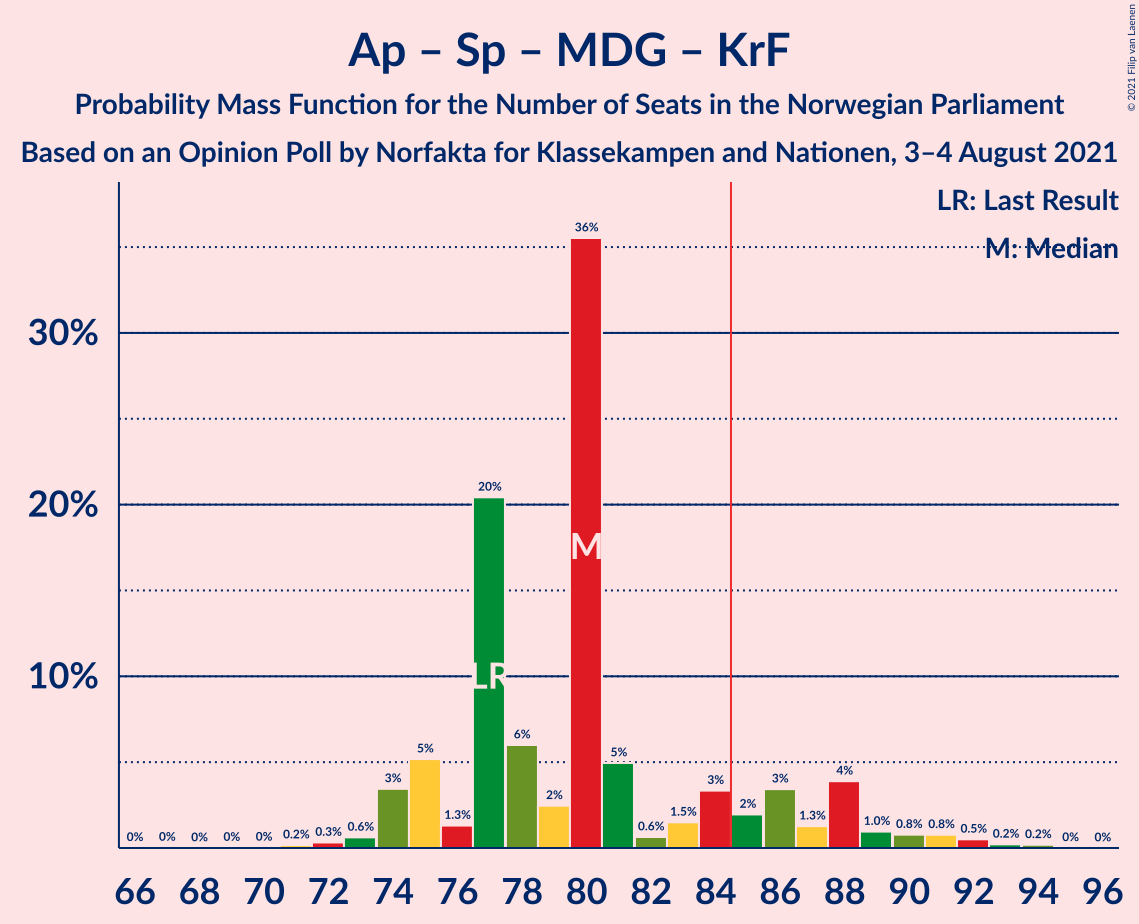 Ap – Sp – MDG – KrF
Probability Mass Function for the Number of Seats in the Norwegian Parliament
Based on an Opinion Poll by Norfakta for Klassekampen and Nationen, 3–4 August 2021
© 2021 Filip van Laenen
LR: Last Result
M: Median
30%
20%
10%
0% 0% 0% 0% 0% 0.2% 0.3% 0.6% 3% 5% 1.3% 20% 6% 2% 36% 5% 0.6% 1.5% 3% 2% 3% 1.3% 4% 1.0% 0.8% 0.8% 0.5% 0.2% 0.2% 0% 0%
LR
M
66 68 70 72 74 76 78 80 82 84 86 88 90 92 94 96